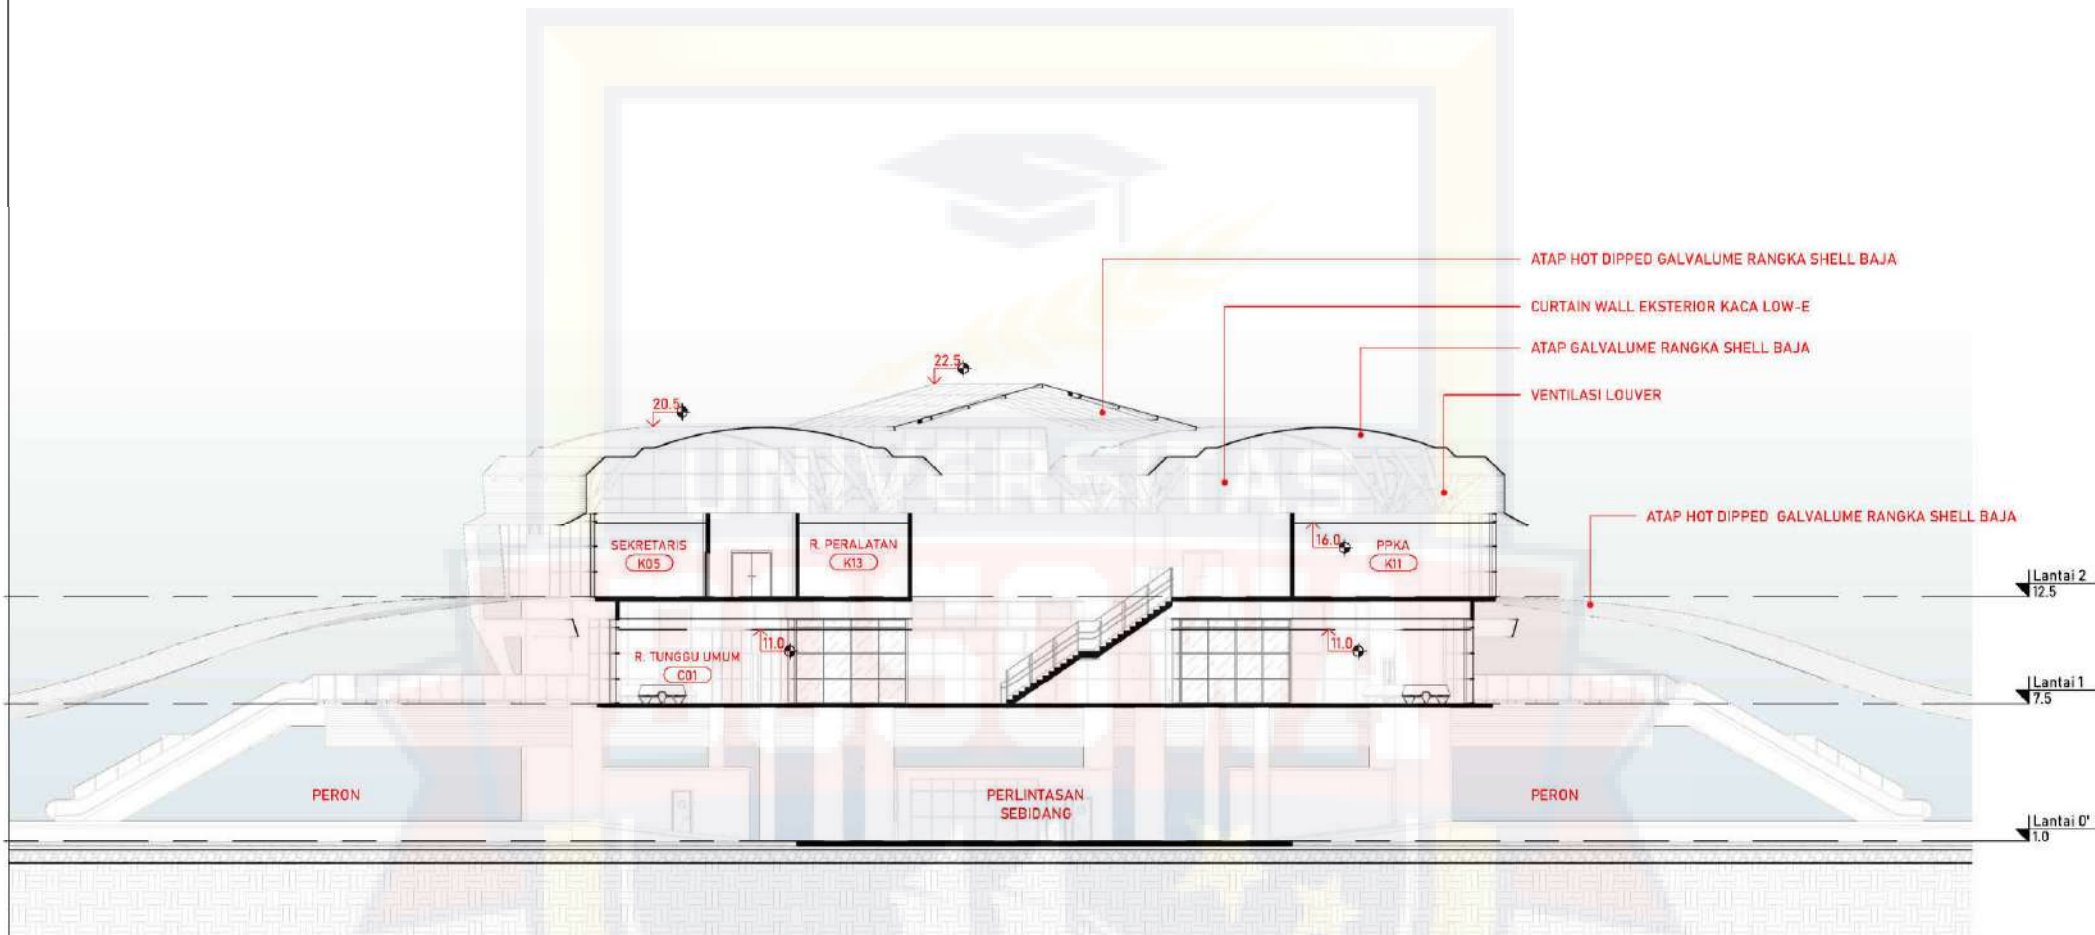 ATAP HOT DIPPED GALVALUME RANGKA SHELL BAJA
CURTAIN WALL EKSTERIOR KACA LOW-E
ATAP GALVALUME RANGKA SHELL BAJA
22.5
VENTILASI LOUVER
20.5
UNIVERSITAS
ATAP HOT DIPPED GALVALUME RANGKA SHELL BAJA
SEKRETARIS
K05
R. PERALATAN
K13
16.0
PPKA
K11
Lantai 2
12.5
BOSOWA
R. TUNGGU UMUM
C01
11.0
11.0
Lantai 1
7.5
PERON
PERLINTASAN
SEBIDANG
PERON
Lantai 0'
1.0